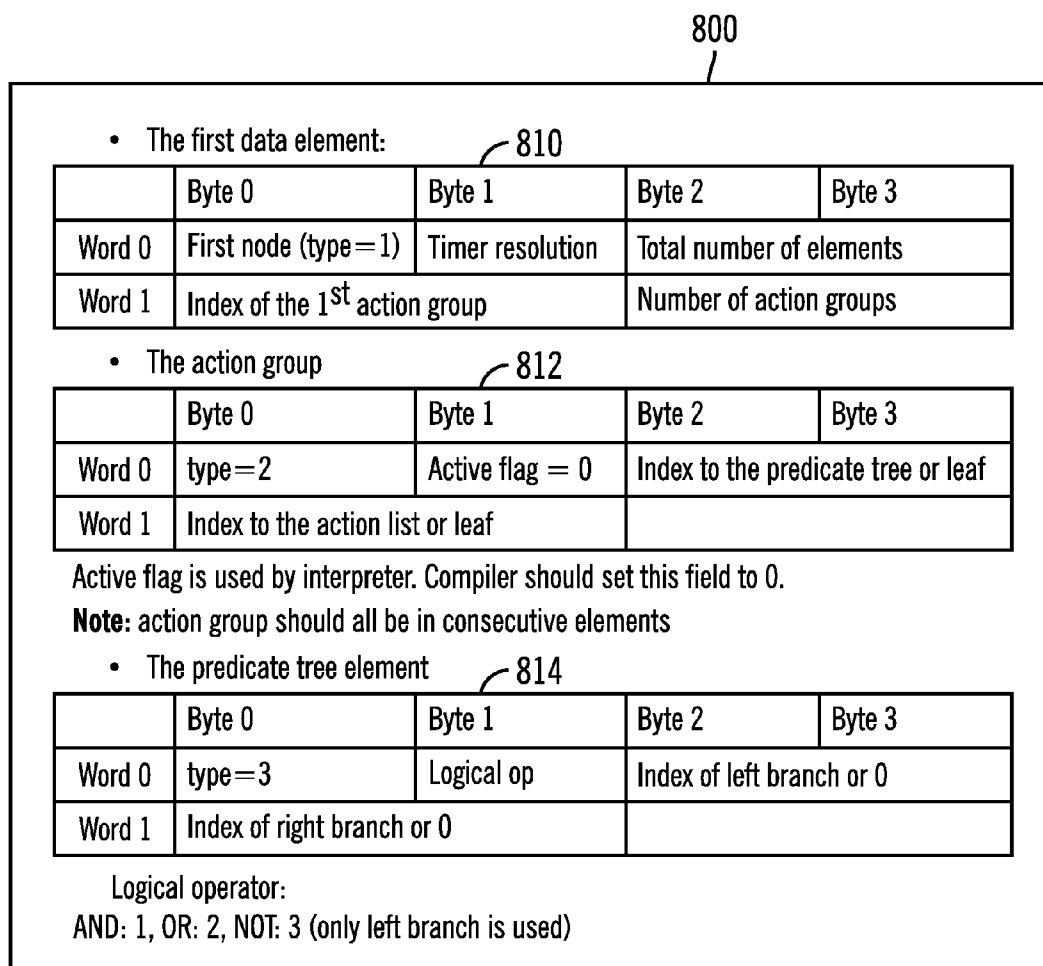 800
• The first data element:
810
Byte 0 Byte 1 Byte 2 Byte 3
Word 0 First node (type=1) Timer resolution Total number of elements
Word 1 Index of the 1st action group Number of action groups
• The action group
812
Byte 0 Byte 1 Byte 2 Byte 3
Word 0 type=2 Active flag = 0 Index to the predicate tree or leaf
Word 1 Index to the action list or leaf
Active flag is used by interpreter. Compiler should set this field to 0.
Note: action group should all be in consecutive elements
• The predicate tree element
814
Byte 0 Byte 1 Byte 2 Byte 3
Word 0 type=3 Logical op Index of left branch or 0
Word 1 Index of right branch or 0
Logical operator:
AND: 1, OR: 2, NOT: 3 (only left branch is used)